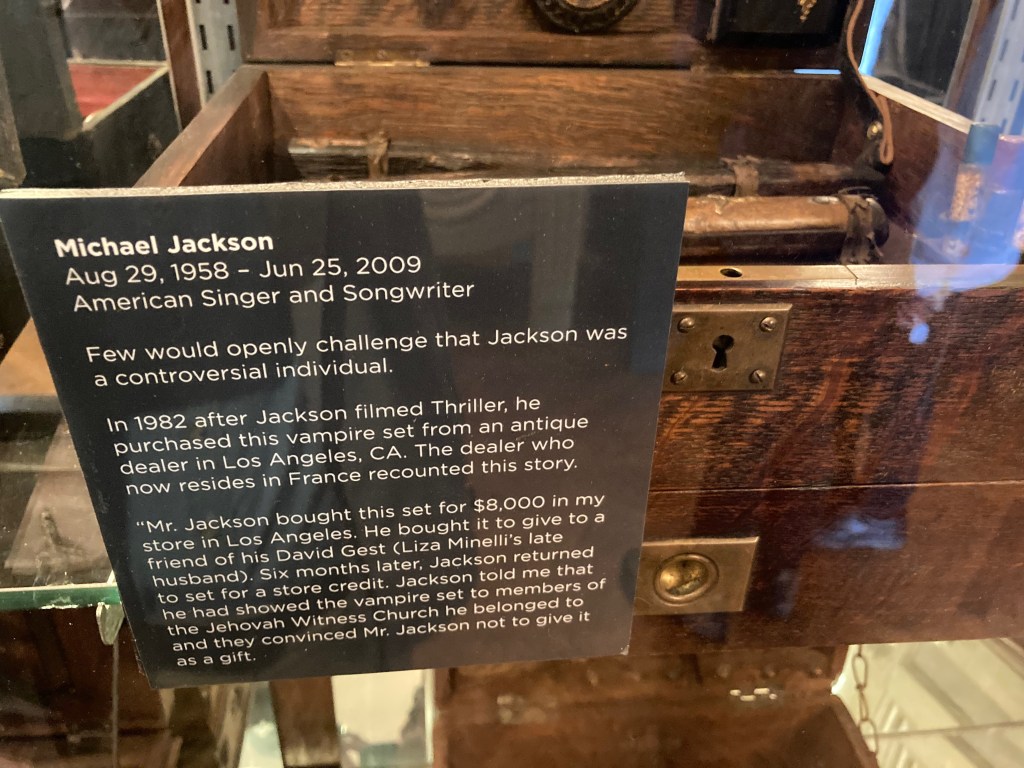 Michael Jackson
Aug 29, 1958 – Jun 25, 2009
American Singer and Songwriter
Few would openly challenge that Jackson was
a controversial individual.
In 1982 after Jackson filmed Thriller, he
purchased this vampire set from an antique
dealer in Los Angeles, CA. The dealer who
now resides in France recounted this story.
“Mr. Jackson bought this set for $8,000 in my
store in Los Angeles. He bought it to give to a
friend of his David Gest (Liza Minelli’s late
husband). Six months later, Jackson returned
to set for a store credit. Jackson told me that
he had showed the vampire set to members of
the Jehovah Witness Church he belonged to
and they convinced Mr. Jackson not to give it
as a gift.